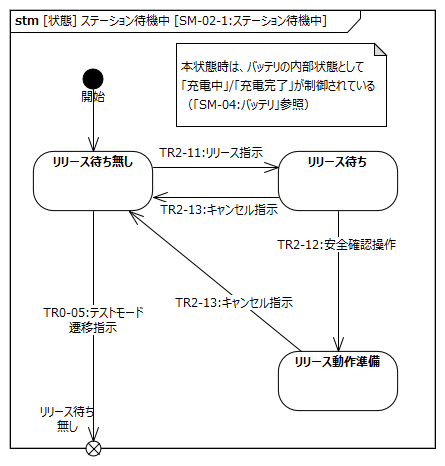 stm [状態] ステーション待機中 [SM-02-1:ステーション待機中]
本状態時は、バッテリの内部状態として
「充電中」/「充電完了」が制御されている
（「SM-04:バッテリ」参照）
開始
リリース待ち無し
TR2-11:リリース指示
リリース待ち
TR2-13:キャンセル指示
TR2-12:安全確認操作
TR2-13:キャンセル指示
TR0-05:テストモード
遷移指示
リリース動作準備
リリース待ち
無し